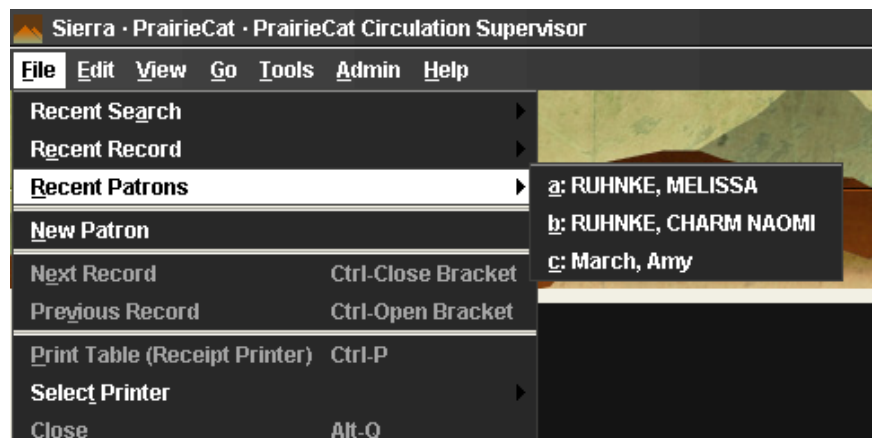 Sierra · PrairieCat · PrairieCat Circulation Supervisor
File Edit View Go Tools Admin Help
Recent Search
Recent Record
Recent Patrons
a: RUHNKE, MELISSA
b: RUHNKE, CHARM NAOMI
c: March, Amy
New Patron
Next Record Ctrl-Close Bracket
Previous Record Ctrl-Open Bracket
Print Table (Receipt Printer) Ctrl-P
Select Printer
Close Alt-Q